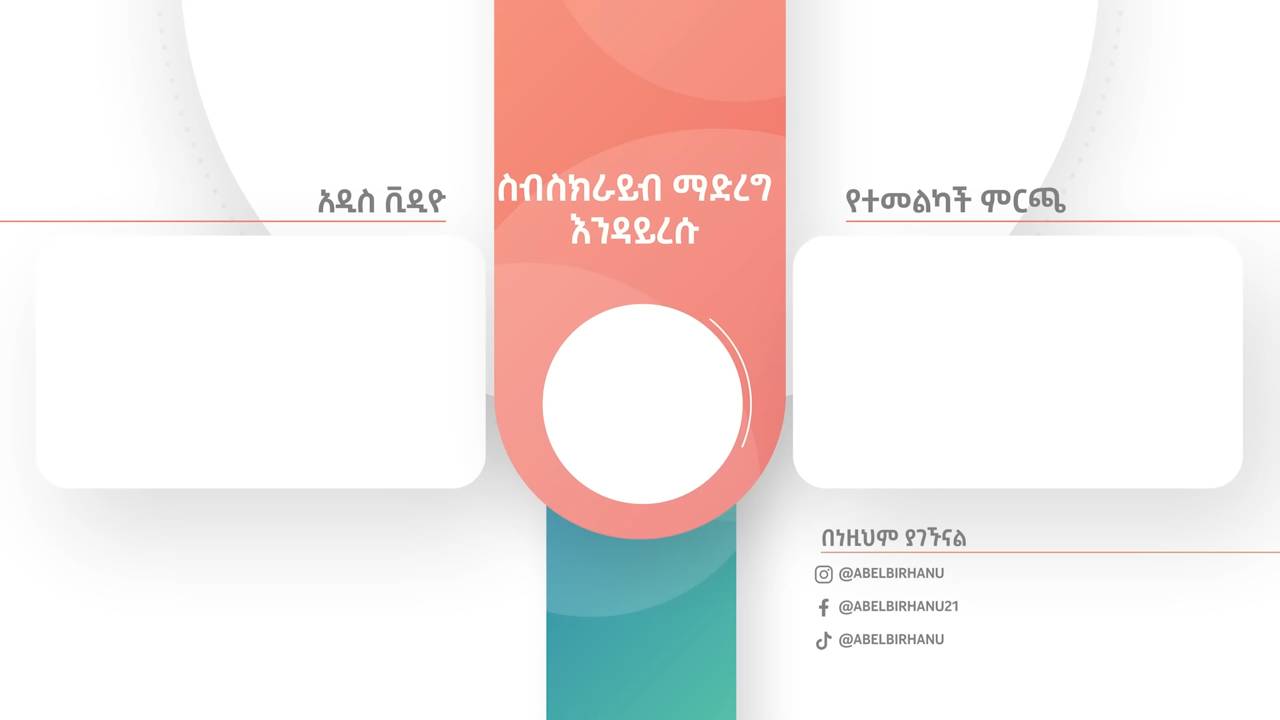 አዲስ ቪዲዮ
ስብስክራይብ ማድረግ
እንዳይረሱ
የተመልካች ምርጫ
በነዚህም ያገኙናል
@ABELBIRHANU
@ABELBIRHANU21
@ABELBIRHANU